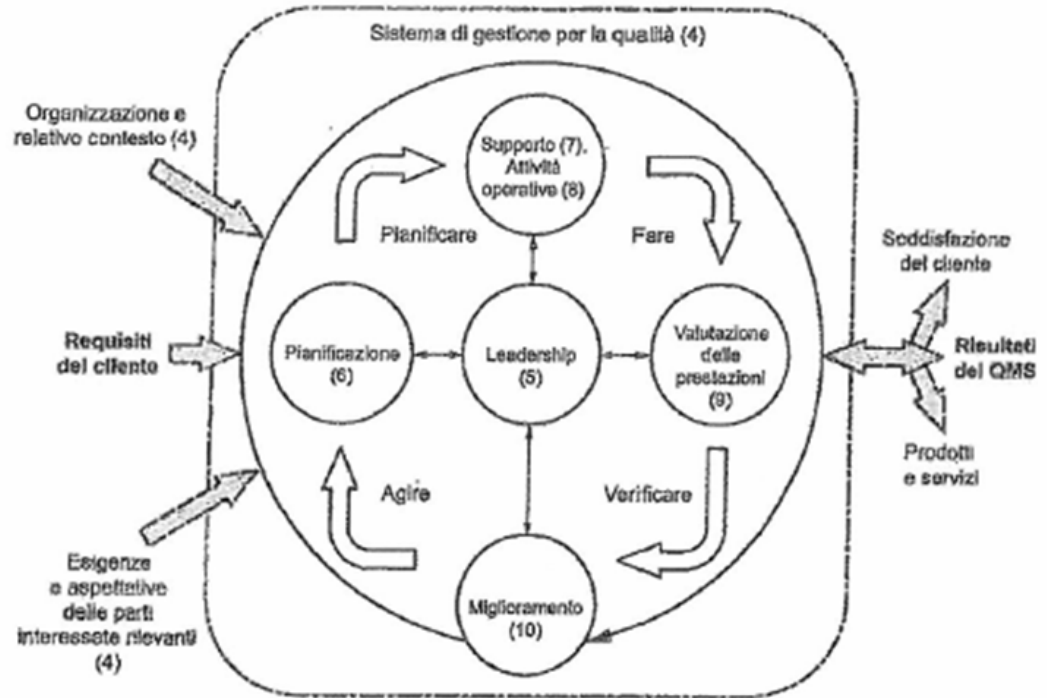 Sistema di gestione per la qualità (4)
Organizzazione e
relativo contesto (4)
Supporto (7),
Attività
operative (8)
Pianificare
Fare
Soddisfazione
del cliente
Requisiti
del cliente
Pianificazione
(6)
Leadership
(5)
Valutazione
delle
prestazioni
(9)
Risultati
del QMS
Agire
Verificare
Prodotti
e servizi
Esigenze
e aspettative
delle parti
interessate rilevanti
(4)
Miglioramento
(10)